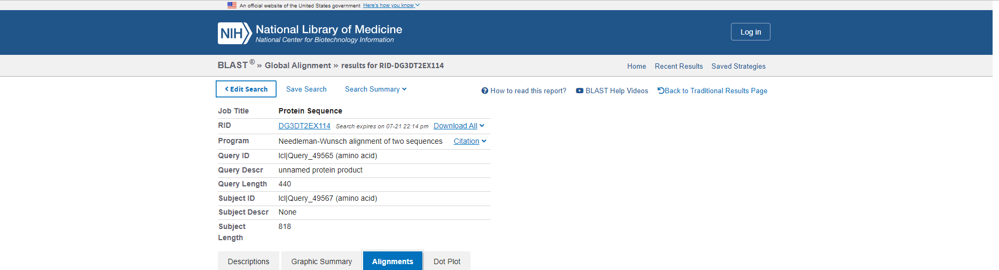 An official website of the United States government Here's how you know
NIH National Library of Medicine
National Center for Biotechnology Information
Log in
BLAST ® » Global Alignment » results for RID-DG3DT2EX114
Home Recent Results Saved Strategies
Edit Search Save Search Search Summary
How to read this report? BLAST Help Videos Back to Traditional Results Page
Job Title Protein Sequence
RID DG3DT2EX114 Search expires on 07-21 22:14 pm Download All
Program Needleman-Wunsch alignment of two sequences Citation
Query ID lcl|Query_49565 (amino acid)
Query Descr unnamed protein product
Query Length 440
Subject ID lcl|Query_49567 (amino acid)
Subject Descr None
Subject 818
Length
Descriptions Graphic Summary Alignments Dot Plot